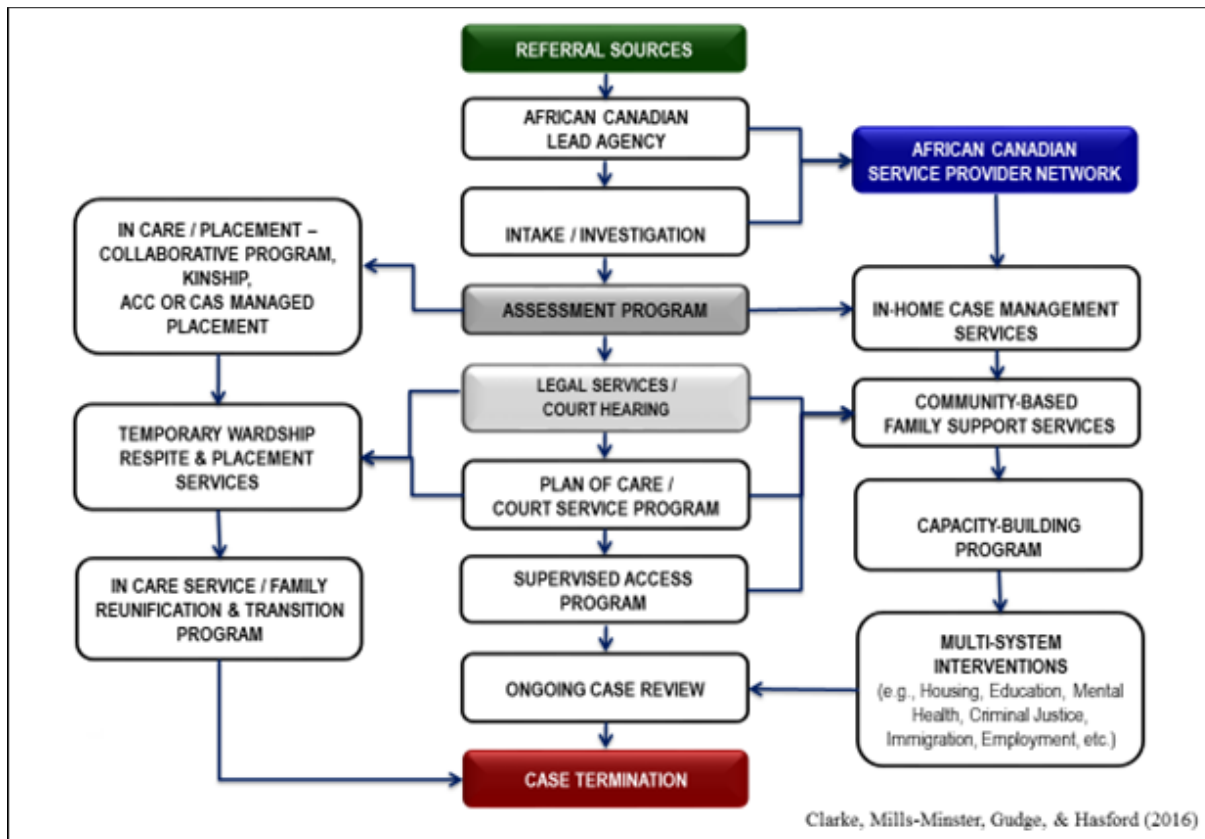 REFERRAL SOURCES
AFRICAN CANADIAN
LEAD AGENCY
AFRICAN CANADIAN
SERVICE PROVIDER NETWORK
INTAKE / INVESTIGATION
IN CARE / PLACEMENT –
COLLABORATIVE PROGRAM,
KINSHIP,
ACC OR CAS MANAGED
PLACEMENT
ASSESSMENT PROGRAM
IN-HOME CASE MANAGEMENT
SERVICES
LEGAL SERVICES /
COURT HEARING
COMMUNITY-BASED
FAMILY SUPPORT SERVICES
TEMPORARY WARDSHIP
RESPITE & PLACEMENT
SERVICES
PLAN OF CARE /
COURT SERVICE PROGRAM
CAPACITY-BUILDING
PROGRAM
IN CARE SERVICE / FAMILY
REUNIFICATION & TRANSITION
PROGRAM
SUPERVISED ACCESS
PROGRAM
MULTI-SYSTEM
INTERVENTIONS
(e.g., Housing, Education, Mental
Health, Criminal Justice,
Immigration, Employment, etc.)
ONGOING CASE REVIEW
CASE TERMINATION
Clarke, Mills-Minster, Gudge, & Hasford (2016)